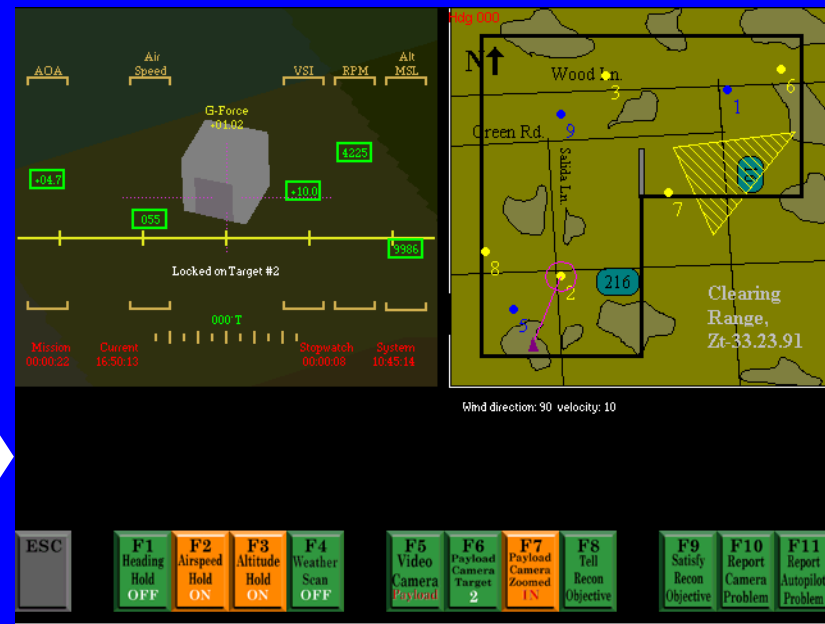 AOA
Air
Speed
VSI
RPM
Alt
MSL
G-Force
+01.02
+04.7
055
+10.0
4225
9986
Locked on Target #2
000 T
Mission
00:00:22
Current
16:50:13
Stopwatch
00:00:08
System
10:45:14
Hdg 000
N
Wood Ln.
3
6
1
Green Rd.
9
Salida Ln.
7
8
2
216
5
Clearing
Range,
Zt-33.23.91
Wind direction: 90 velocity: 10
ESC
F1
Heading
Hold
OFF
F2
Airspeed
Hold
ON
F3
Altitude
Hold
ON
F4
Weather
Scan
OFF
F5
Video
Camera
Payload
F6
Payload
Camera
Target
2
F7
Payload
Camera
Zoomed
IN
F8
Tell
Recon
Objective
F9
Satisfy
Recon
Objective
F10
Report
Camera
Problem
F11
Report
Autopilot
Problem